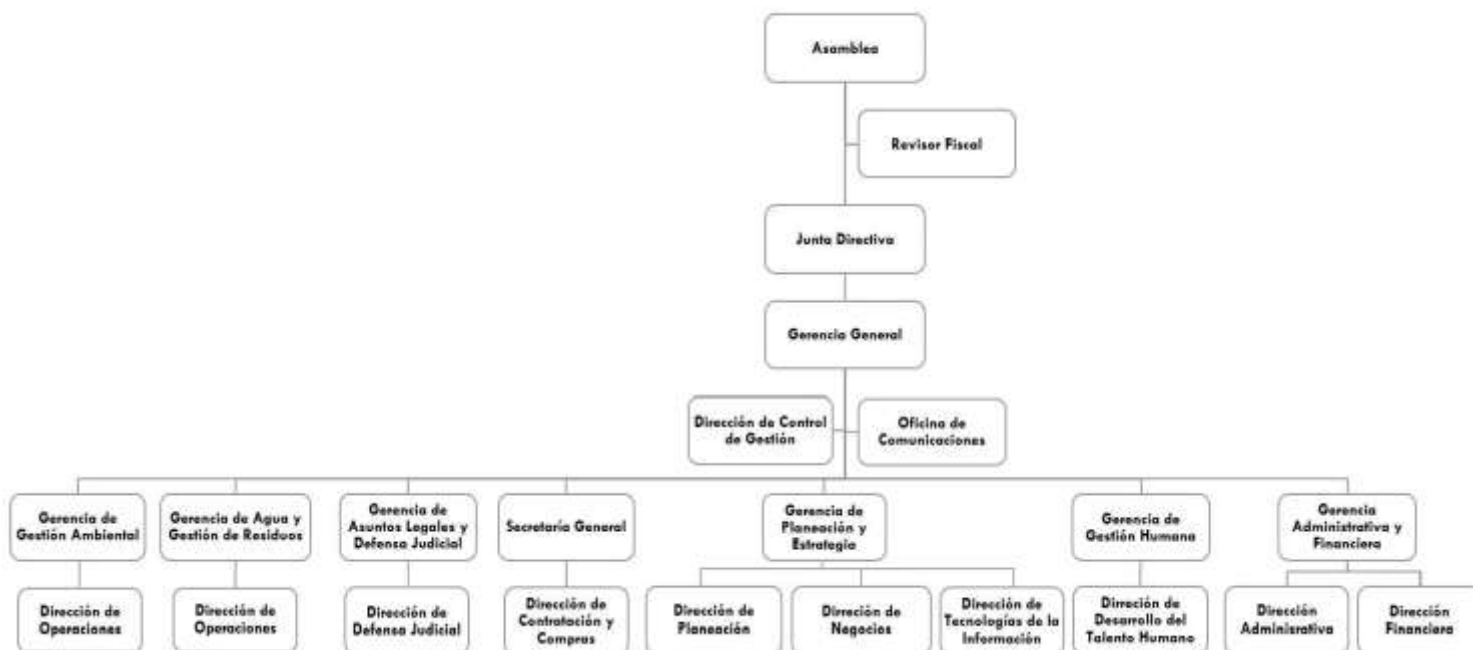 Asamblea
Revisor Fiscal
Junta Directiva
Gerencia General
Dirección de Control
de Gestión
Oficina de
Comunicaciones
Gerencia de
Gestión Ambiental
Gerencia de Agua y
Gestión de Residuos
Gerencia de
Asuntos Legales y
Defensa Judicial
Secretaría General
Gerencia de
Planeación y
Estrategia
Gerencia de
Gestión Humana
Gerencia
Administrativa y
Financiera
Dirección de
Operaciones
Dirección de
Operaciones
Dirección de
Defensa Judicial
Dirección de
Contratación y
Compras
Dirección de
Planeación
Dirreción de
Negocios
Dirección de
Tecnologías de la
Información
Dirreción de
Desarrollo del
Talento Humano
Dirección
Adminisrativa
Dirección
Financiera